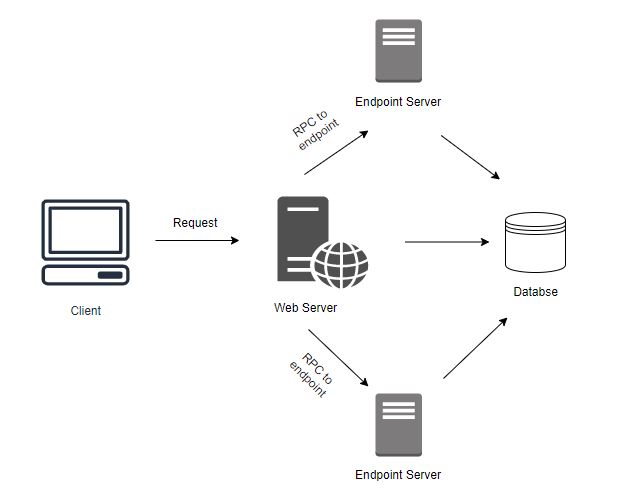 Endpoint Server
RPC to
endpoint
Request
Client
Web Server
Databse
RPC to
endpoint
Endpoint Server